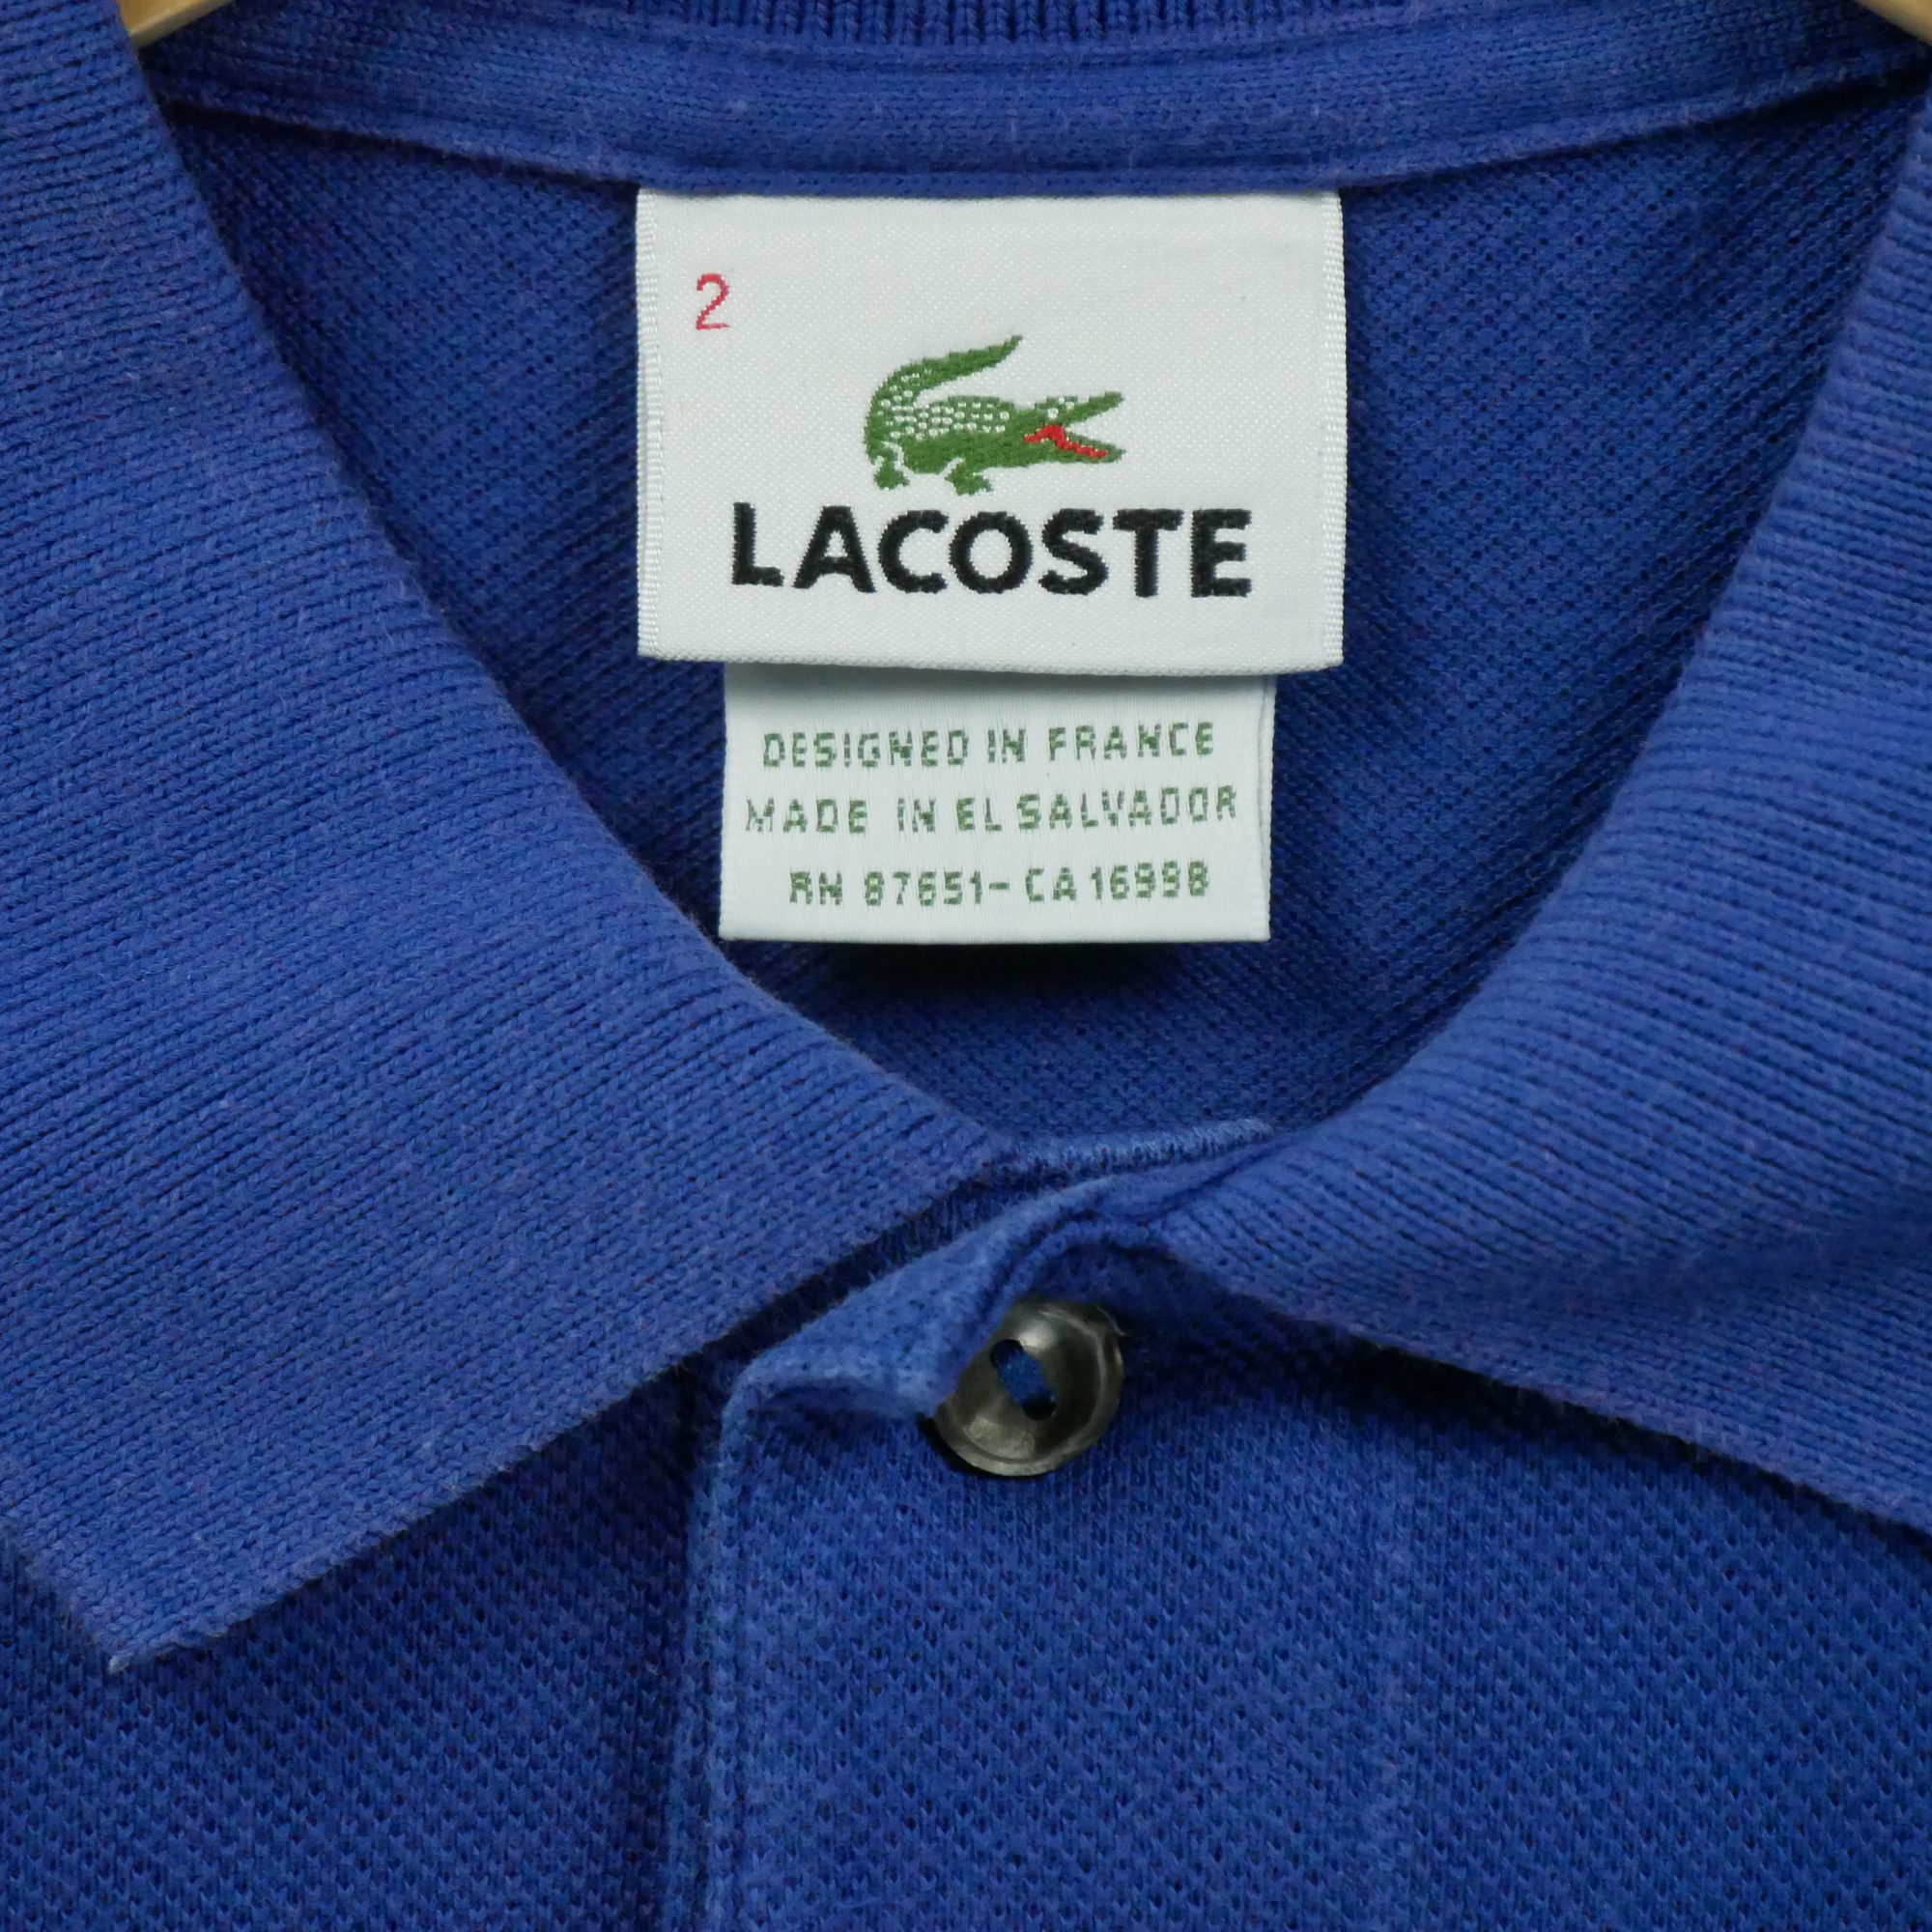 2
LACOSTE
DESIGNED IN FRANCE
MADE IN EL SALVADOR
RN 87651- CA 16998